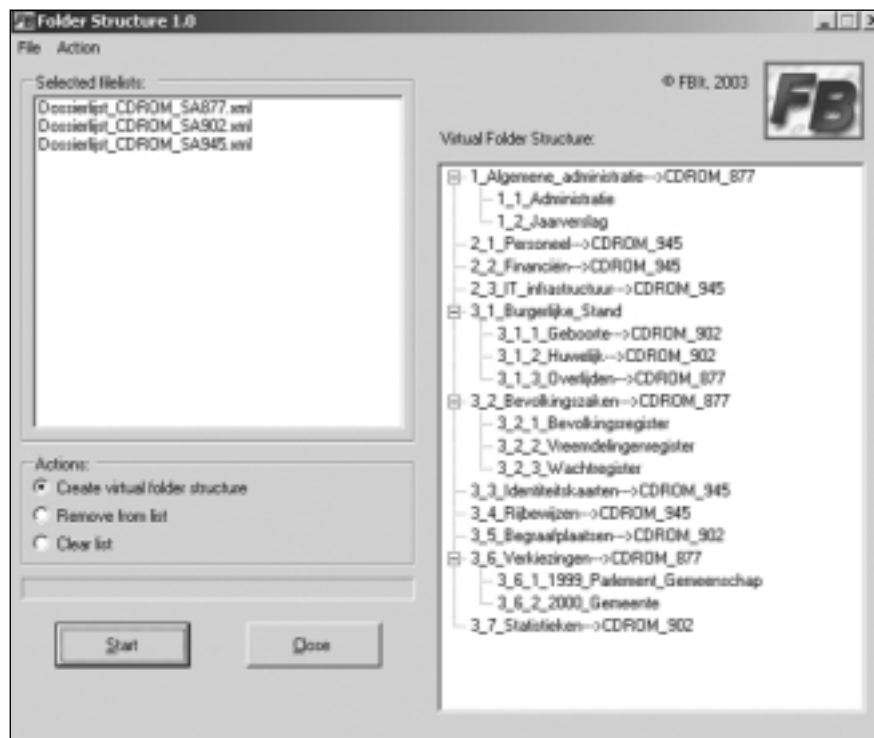 Folder Structure 1.0
File Action
Selected filelists:
Dossierlijst_CDROM_SA877.xml
Dossierlijst_CDROM_SA902.xml
Dossierlijst_CDROM_SA945.xml
Actions:
Create virtual folder structure
Remove from list
Clear list
Start
Close
© FBit, 2003
FB
Virtual Folder Structure:
1_Algemene_administratie-->CDROM_877
1_1_Administratie
1_2_Jaarverslag
2_1_Personeel-->CDROM_945
2_2_Financiën-->CDROM_945
2_3_IT_infrastructuur-->CDROM_945
3_1_Burgerlijke_Stand
3_1_1_Geboorte-->CDROM_902
3_1_2_Huwelijk-->CDROM_902
3_1_3_Overlijden-->CDROM_877
3_2_Bevolkingszaken-->CDROM_877
3_2_1_Bevolkingsregister
3_2_2_Vreemdelingenregister
3_2_3_Wachtregister
3_3_Identiteitskaarten-->CDROM_945
3_4_Rijbewijzen-->CDROM_945
3_5_Begraafplaatsen-->CDROM_902
3_6_Verkiezingen-->CDROM_877
3_6_1_1999_Parlement_Gemeenschap
3_6_2_2000_Gemeente
3_7_Statistieken-->CDROM_902